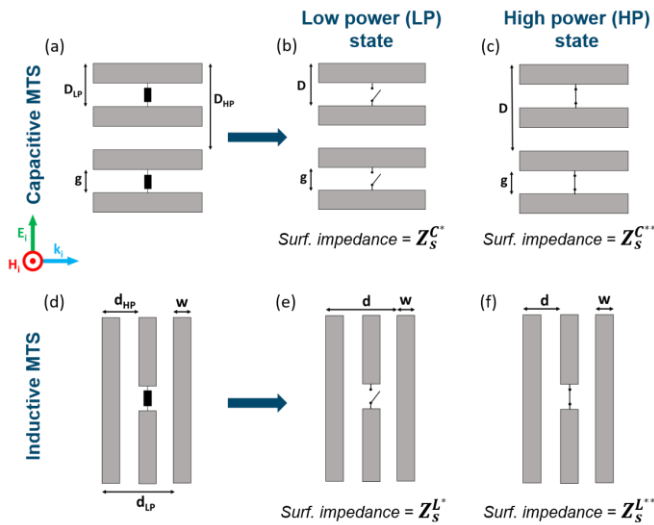 Low power (LP)
state
High power (HP)
state
Capacitive MTS
(a)
(b)
(c)
D_LP
D_HP
D
D
g
g
g
Surf. impedance = Z_S^{C*}
Surf. impedance = Z_S^{C**}
E_i
H_i
k_i
Inductive MTS
(d)
(e)
(f)
d_HP
w
d
w
d
w
d_LP
Surf. impedance = Z_S^{L*}
Surf. impedance = Z_S^{L**}